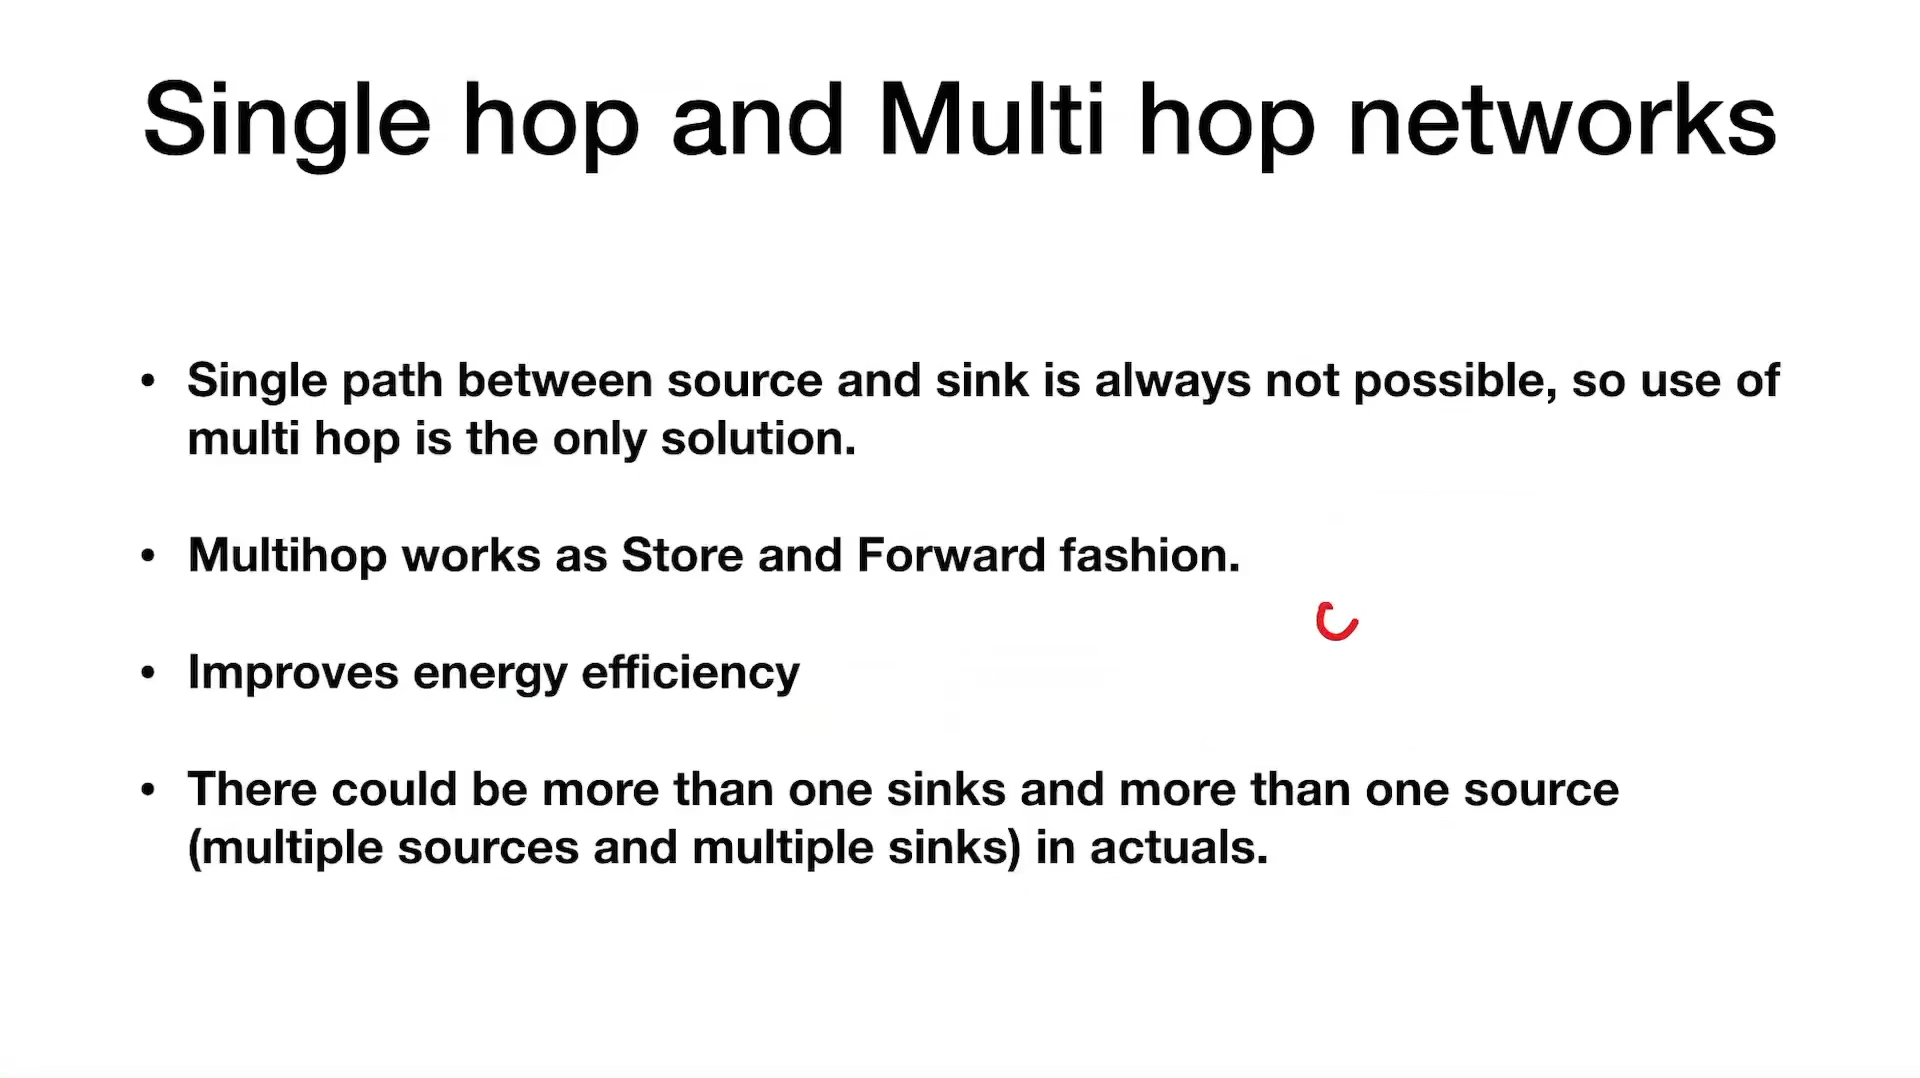 Single hop and Multi hop networks
• Single path between source and sink is always not possible, so use of
multi hop is the only solution.
• Multihop works as Store and Forward fashion.
• Improves energy efficiency
• There could be more than one sinks and more than one source
(multiple sources and multiple sinks) in actuals.